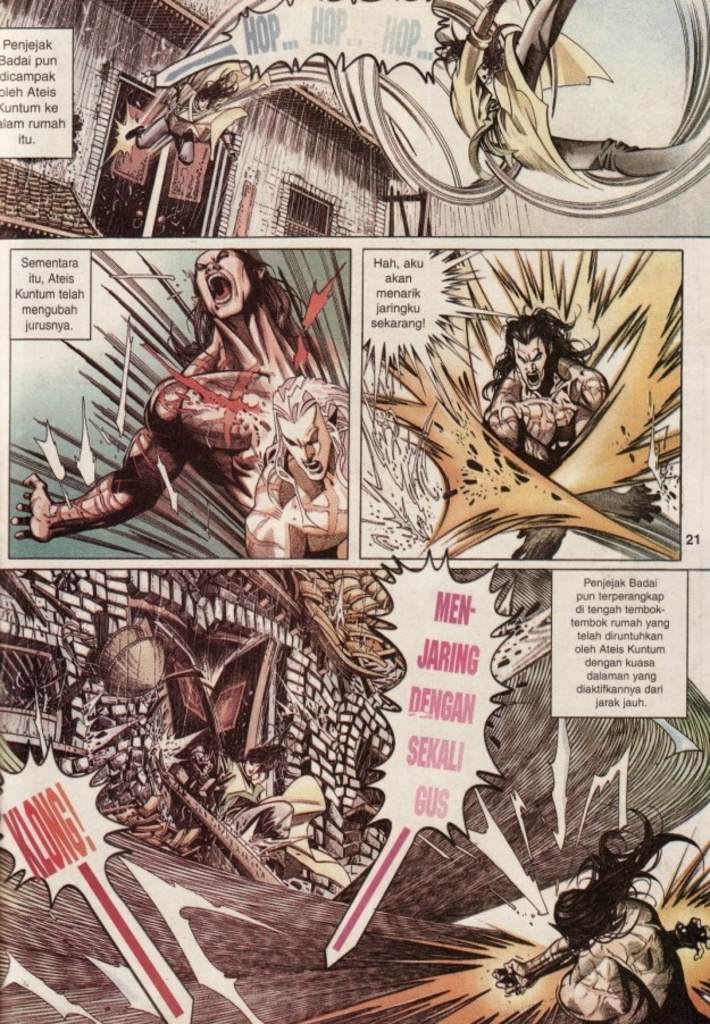 Penjejak
Badai pun
dicampak
oleh Ateis
Kuntum ke
alam rumah
itu.
HOP... HOP... HOP...
Sementara
itu, Ateis
Kuntum telah
mengubah
jurusnya.
Hah, aku
akan
menarik
jaringku
sekarang!
21
MEN-
JARING
DENGAN
SEKALI
GUS
Penjejak Badai
pun terperangkap
di tengah tembok-
tembok rumah yang
telah diruntuhkan
oleh Ateis Kuntum
dengan kuasa
dalaman yang
diaktifkannya dari
jarak jauh.
KLONG!